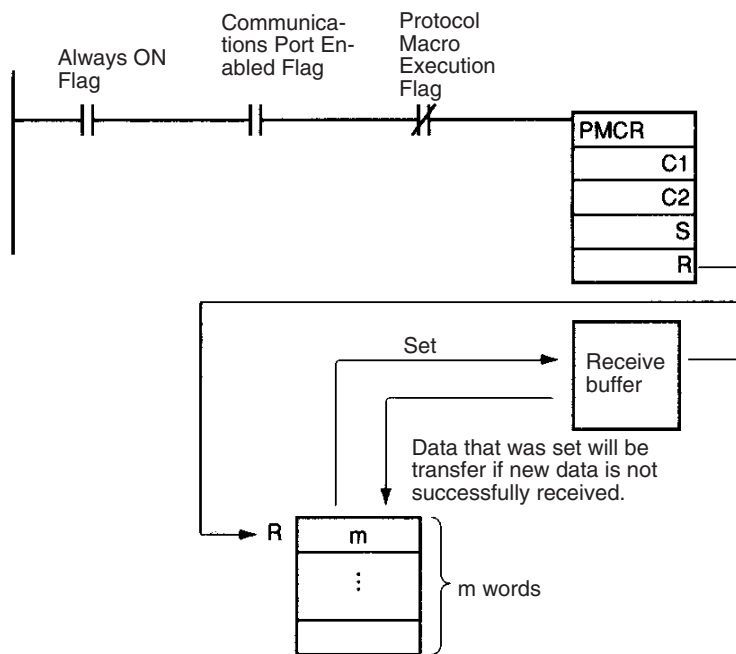 Always ON
Flag
Communica-
tions Port En-
abled Flag
Protocol
Macro
Execution
Flag
PMCR
C1
C2
S
R
Set
Receive
buffer
Data that was set will be
transfer if new data is not
successfully received.
R
m
⋮
m words